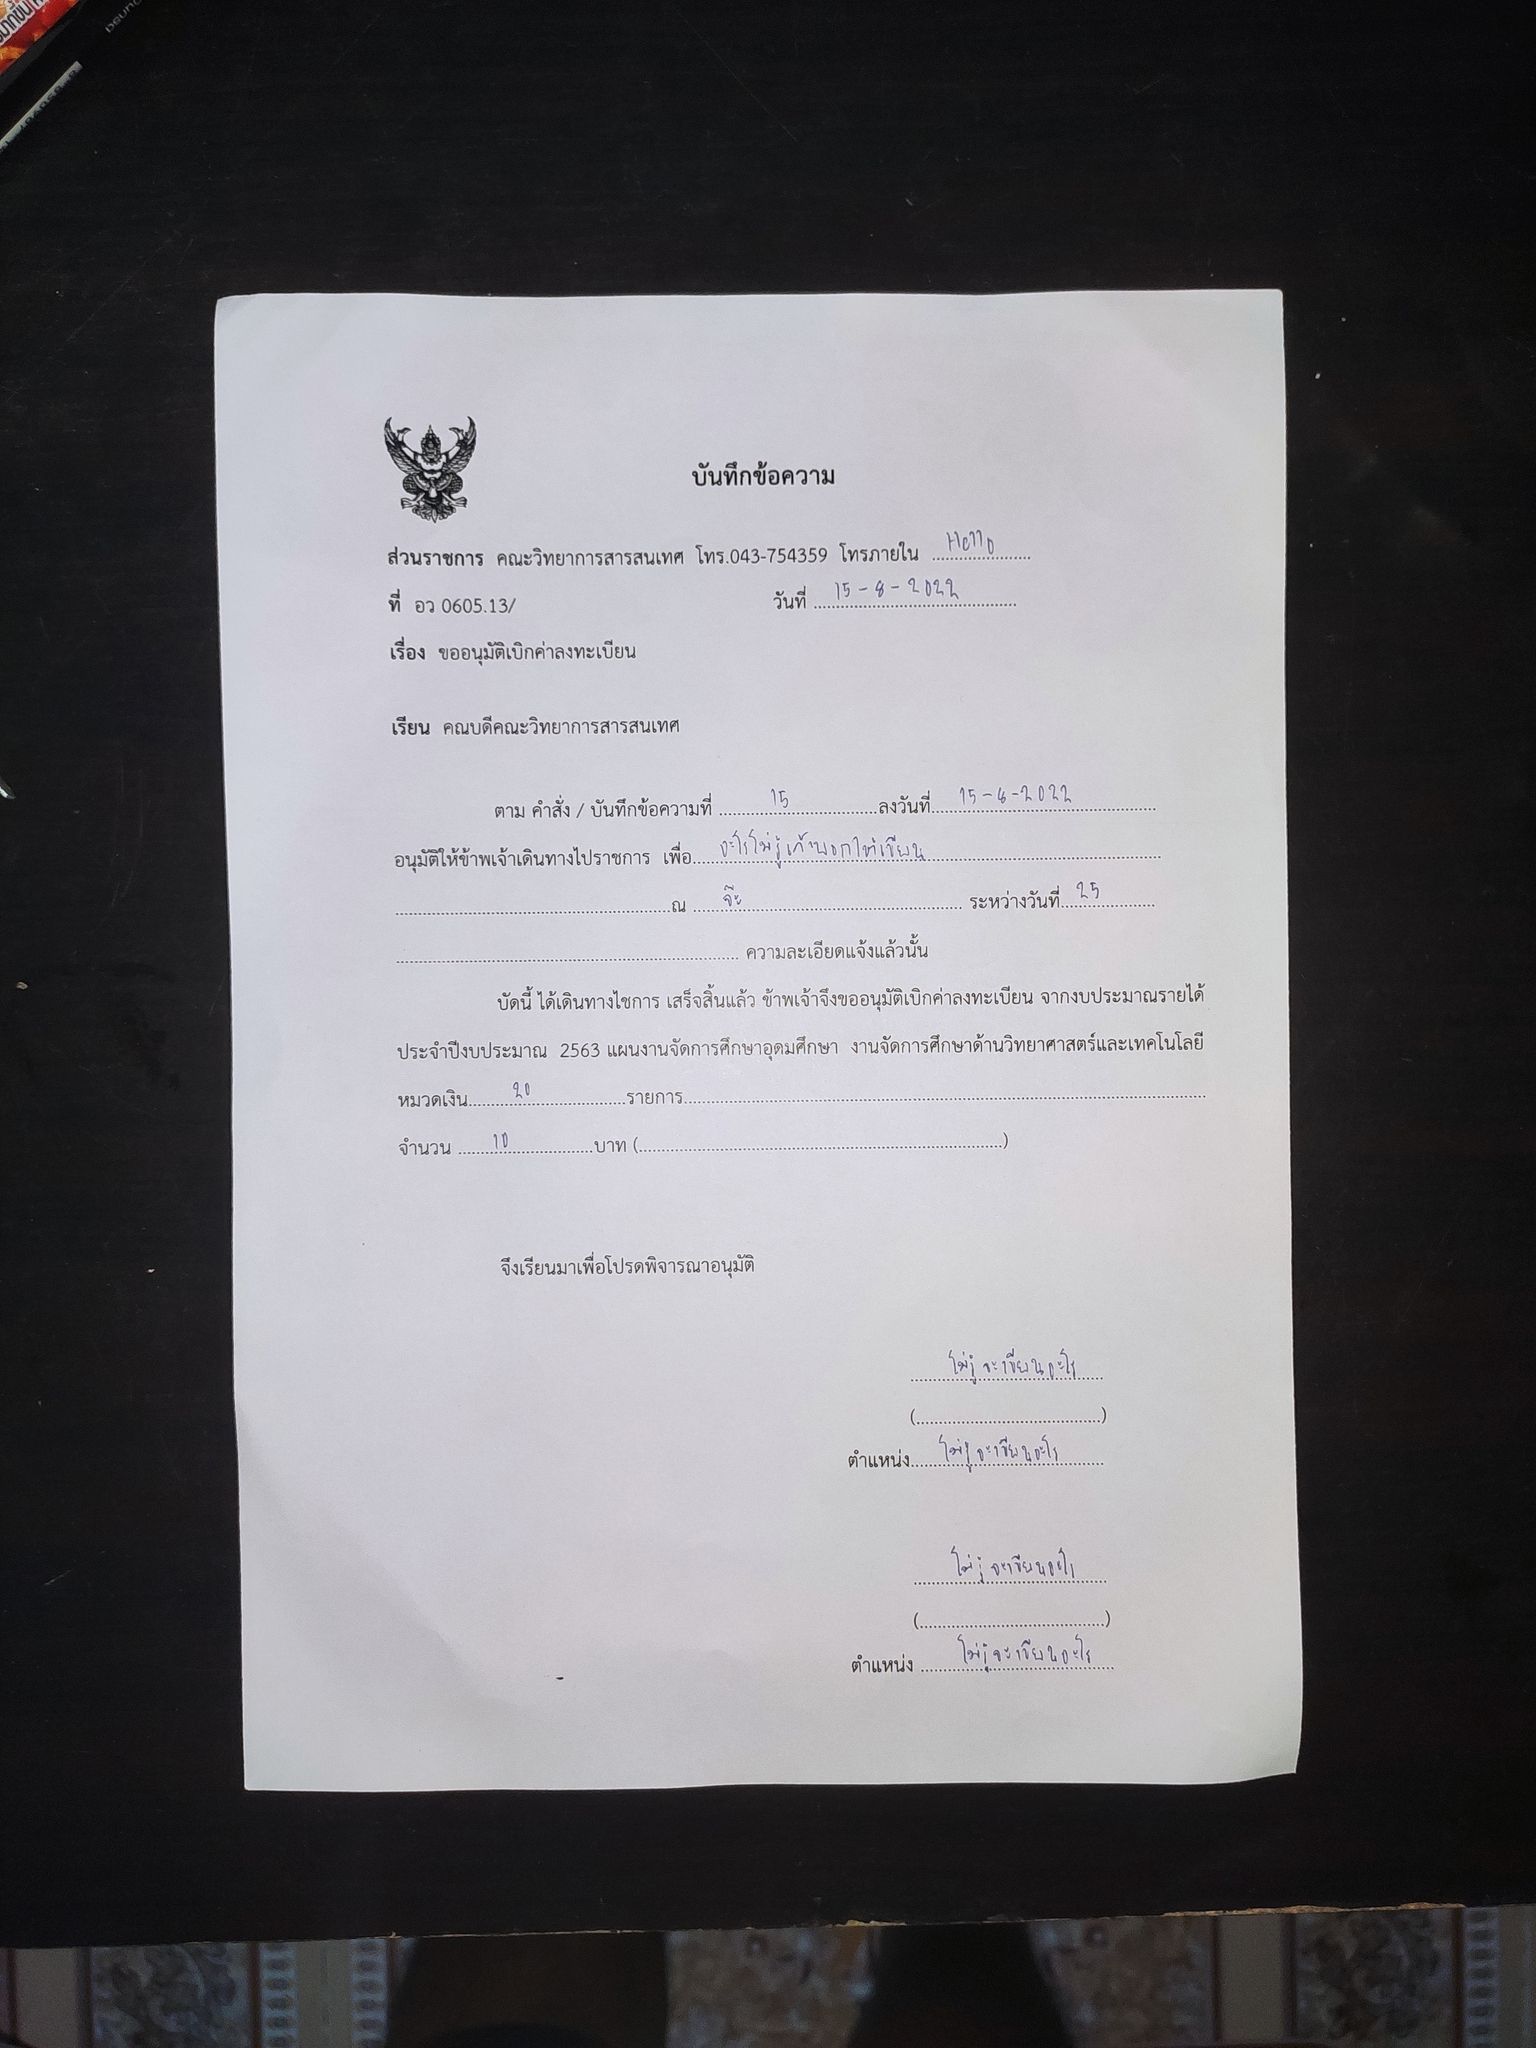 บันทึกข้อความ
ส่วนราชการ คณะวิทยาการสารสนเทศ โทร.043-754359 โทรภายใน Hello
ที่ อว 0605.13/ วันที่ 15-8-2022
เรื่อง ขออนุมัติเบิกค่าลงทะเบียน
เรียน คณบดีคณะวิทยาการสารสนเทศ
ตาม คำสั่ง / บันทึกข้อความที่ 15 ลงวันที่ 15-8-2022
อนุมัติให้ข้าพเจ้าเดินทางไปราชการ เพื่อ อะไรไม่รู้เค้าบอกให้เขียน
ณ จ๊ะ ระหว่างวันที่ 25
ความละเอียดแจ้งแล้วนั้น
บัดนี้ ได้เดินทางไชการ เสร็จสิ้นแล้ว ข้าพเจ้าจึงขออนุมัติเบิกค่าลงทะเบียน จากงบประมาณรายได้
ประจำปีงบประมาณ 2563 แผนงานจัดการศึกษาอุดมศึกษา งานจัดการศึกษาด้านวิทยาศาสตร์และเทคโนโลยี
หมวดเงิน 20 รายการ
จำนวน 10 บาท ( )
จึงเรียนมาเพื่อโปรดพิจารณาอนุมัติ
ไม่รู้จะเขียนอะไร
( )
ตำแหน่ง ไม่รู้จะเขียนอะไร
ไม่รู้จะเขียนอะไร
( )
ตำแหน่ง ไม่รู้จะเขียนอะไร